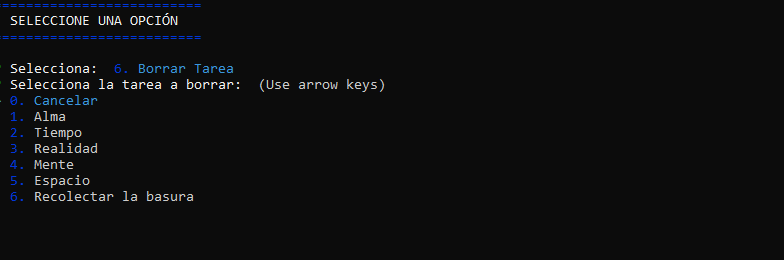 =========================
SELECCIONE UNA OPCIÓN
=========================
Selecciona: 6. Borrar Tarea
Selecciona la tarea a borrar: (Use arrow keys)
0. Cancelar
1. Alma
2. Tiempo
3. Realidad
4. Mente
5. Espacio
6. Recolectar la basura